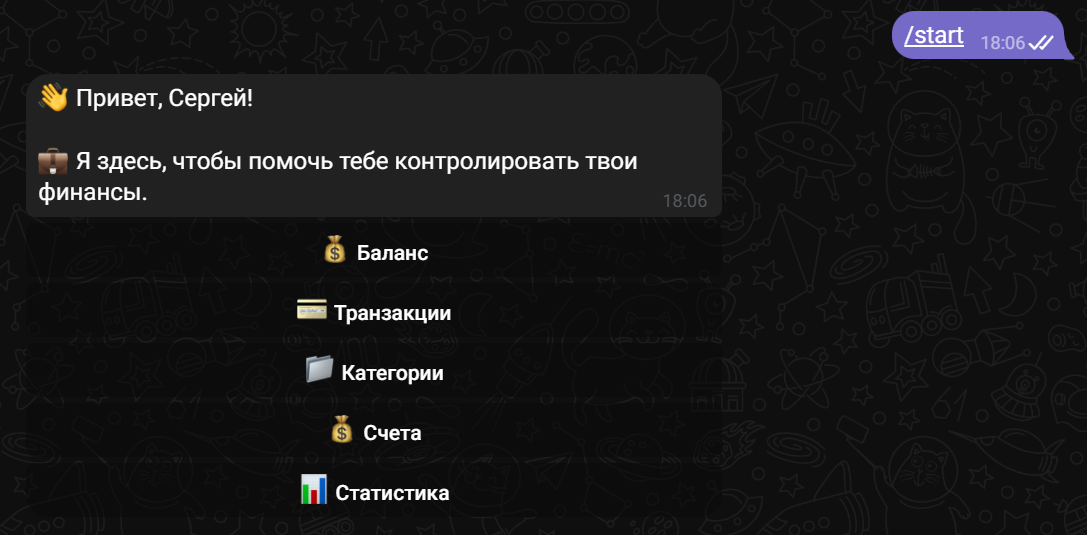 /start 18:06
👋 Привет, Сергей!
💼 Я здесь, чтобы помочь тебе контролировать твои
финансы.
18:06
💰 Баланс
💳 Транзакции
📁 Категории
💰 Счета
📊 Статистика